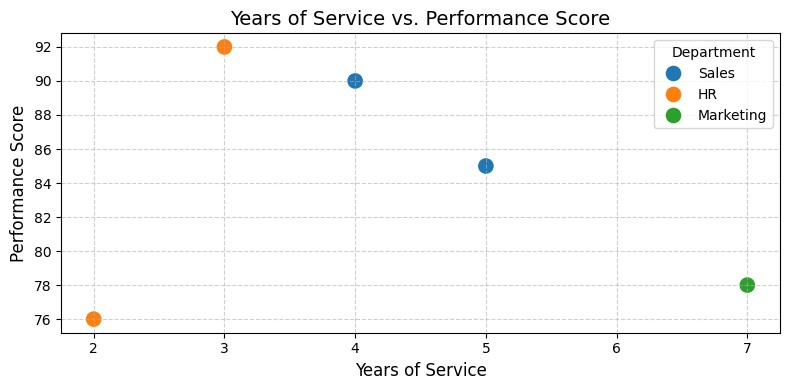 Years of Service vs. Performance Score
Performance Score
92
90
88
86
84
82
80
78
76
Department
Sales
HR
Marketing
2 3 4 5 6 7
Years of Service